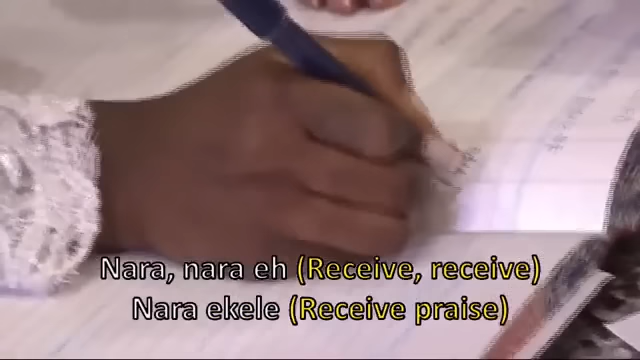 Nara, nara eh (Receive, receive)
Nara ekele (Receive praise)